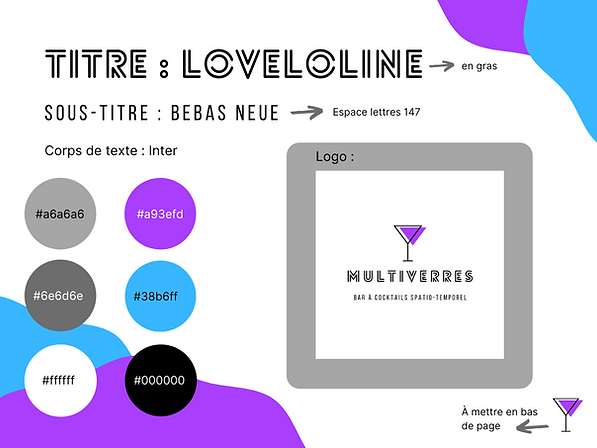 TITRE : LOVELOLINE
en gras
SOUS-TITRE : BEBAS NEUE
Espace lettres 147
Corps de texte : Inter
Logo :
#a6a6a6
#a93efd
#6e6d6e
#38b6ff
#ffffff
#000000
MULTIVERRES
BAR À COCKTAILS SPATIO-TEMPOREL
À mettre en bas
de page